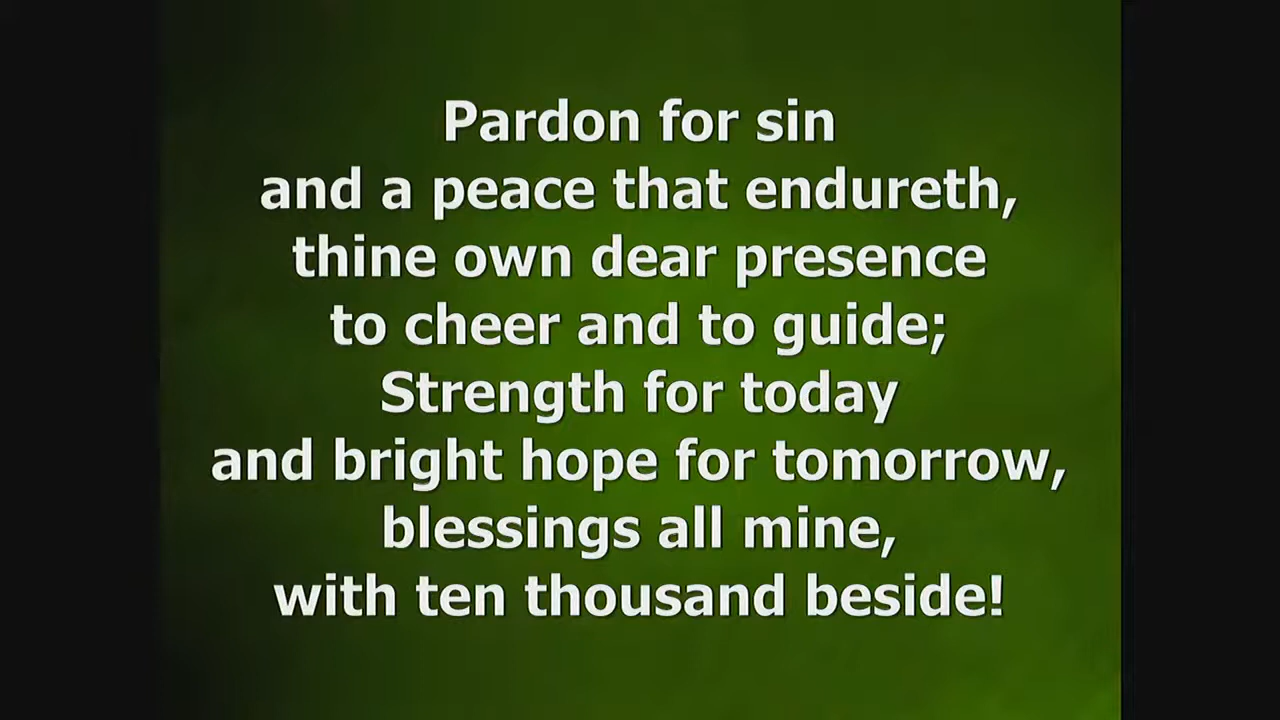 Pardon for sin
and a peace that endureth,
thine own dear presence
to cheer and to guide;
Strength for today
and bright hope for tomorrow,
blessings all mine,
with ten thousand beside!